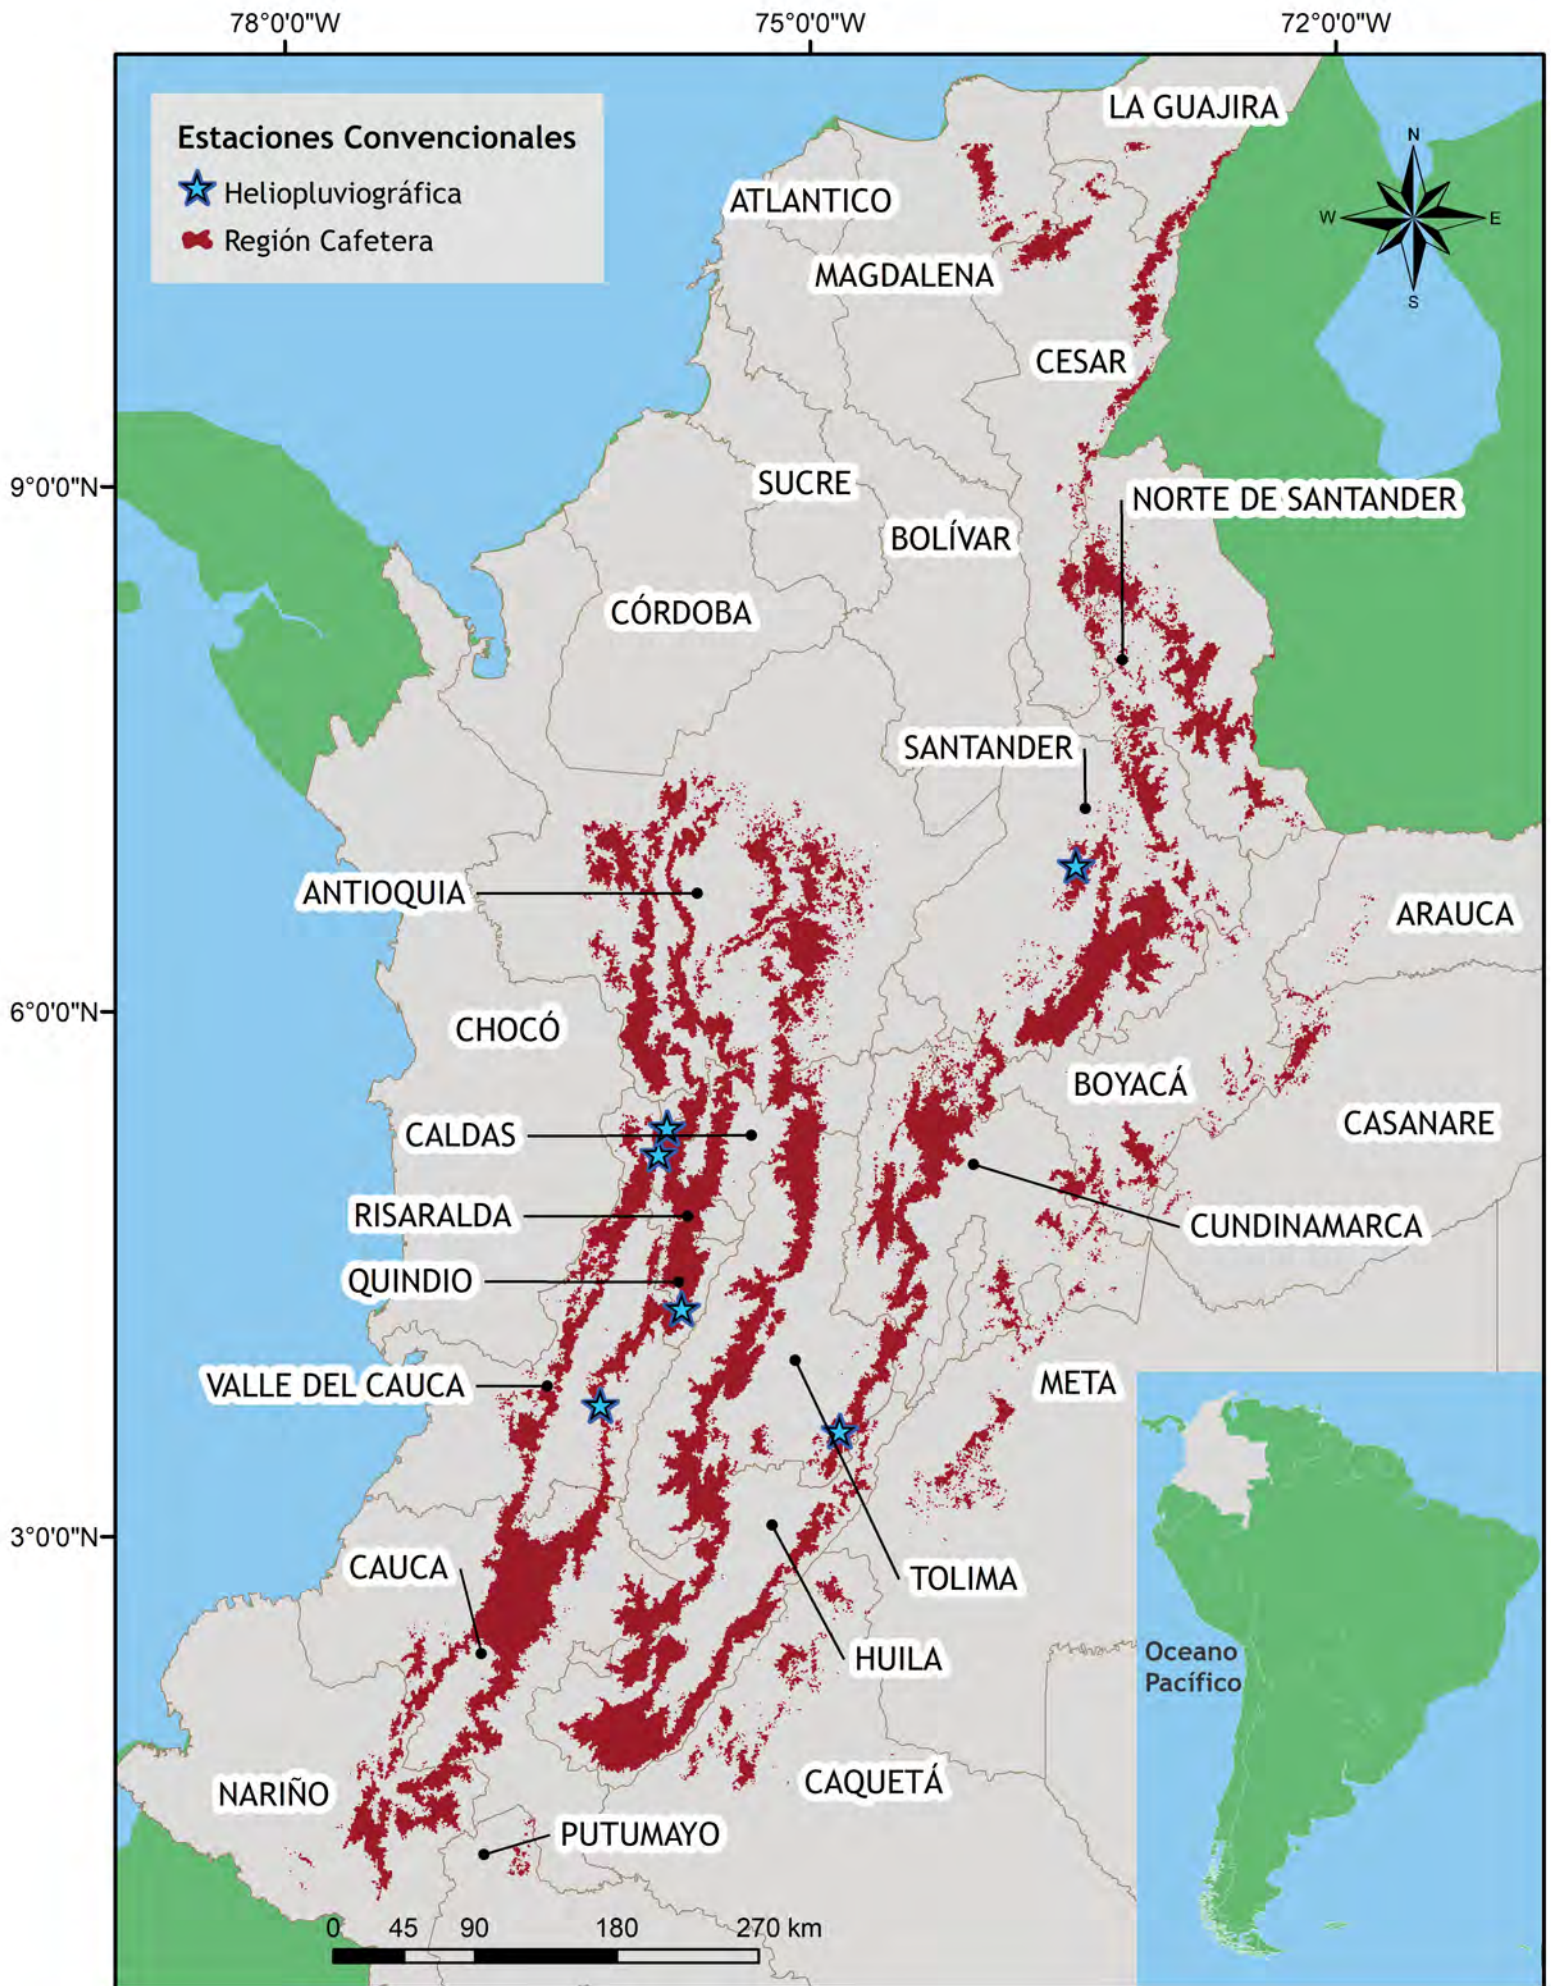 78°0'0"W
75°0'0"W
72°0'0"W
LA GUAJIRA
Estaciones Convencionales
Heliopluviográfica
Región Cafetera
N
W
E
S
ATLANTICO
MAGDALENA
CESAR
9°0'0"N
SUCRE
NORTE DE SANTANDER
BOLÍVAR
CÓRDOBA
SANTANDER
ANTIOQUIA
ARAUCA
6°0'0"N
CHOCÓ
BOYACÁ
CASANARE
CALDAS
RISARALDA
CUNDINAMARCA
QUINDIO
VALLE DEL CAUCA
META
3°0'0"N
CAUCA
TOLIMA
HUILA
Oceano
Pacífico
NARIÑO
CAQUETÁ
PUTUMAYO
0 45 90 180 270 km